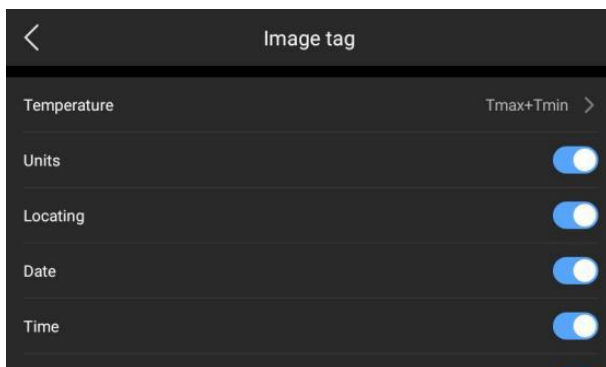 Image tag
Temperature Tmax+Tmin
Units
Locating
Date
Time